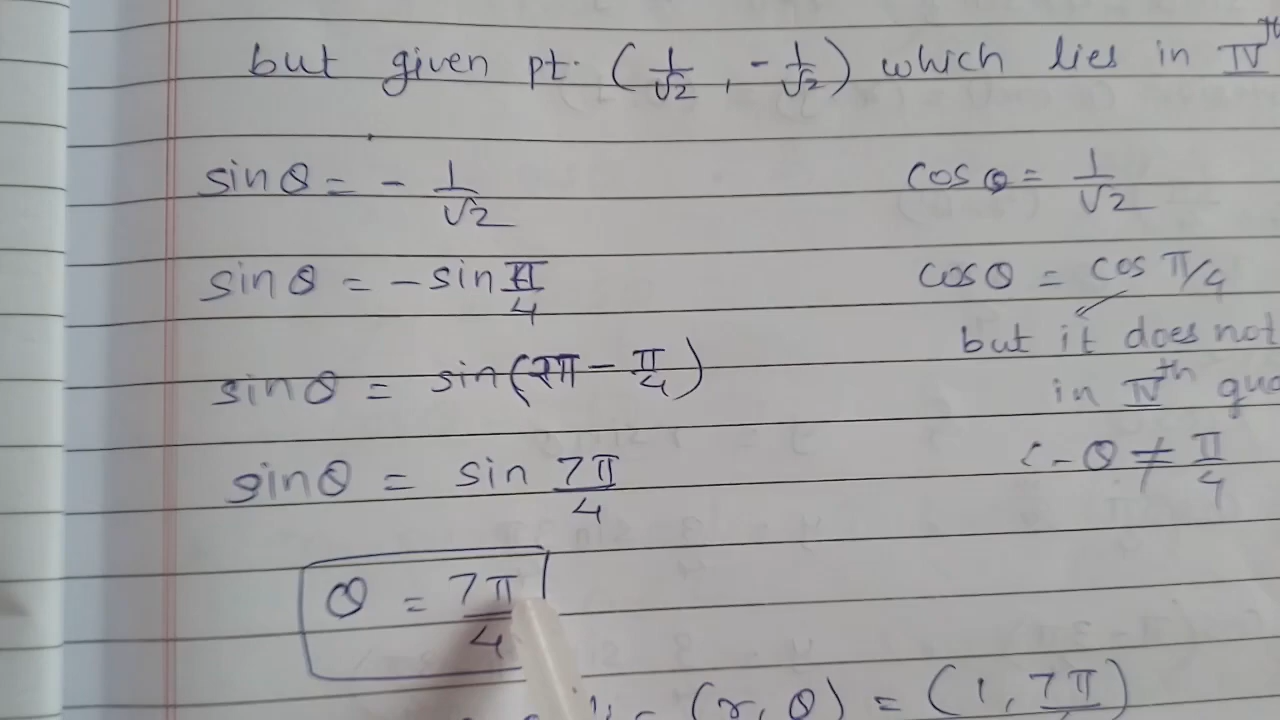 but given pt. (1/√2, -1/√2) which lies in IVth
sinθ = - 1/√2 cosθ = 1/√2
sinθ = -sin π/4 cosθ = cos π/4
but it does not
sinθ = sin(2π - π/4) in IVth qua
sinθ = sin 7π/4 ∴ θ ≠ π/4
θ = 7π/4
= (r, θ) = (1, 7π